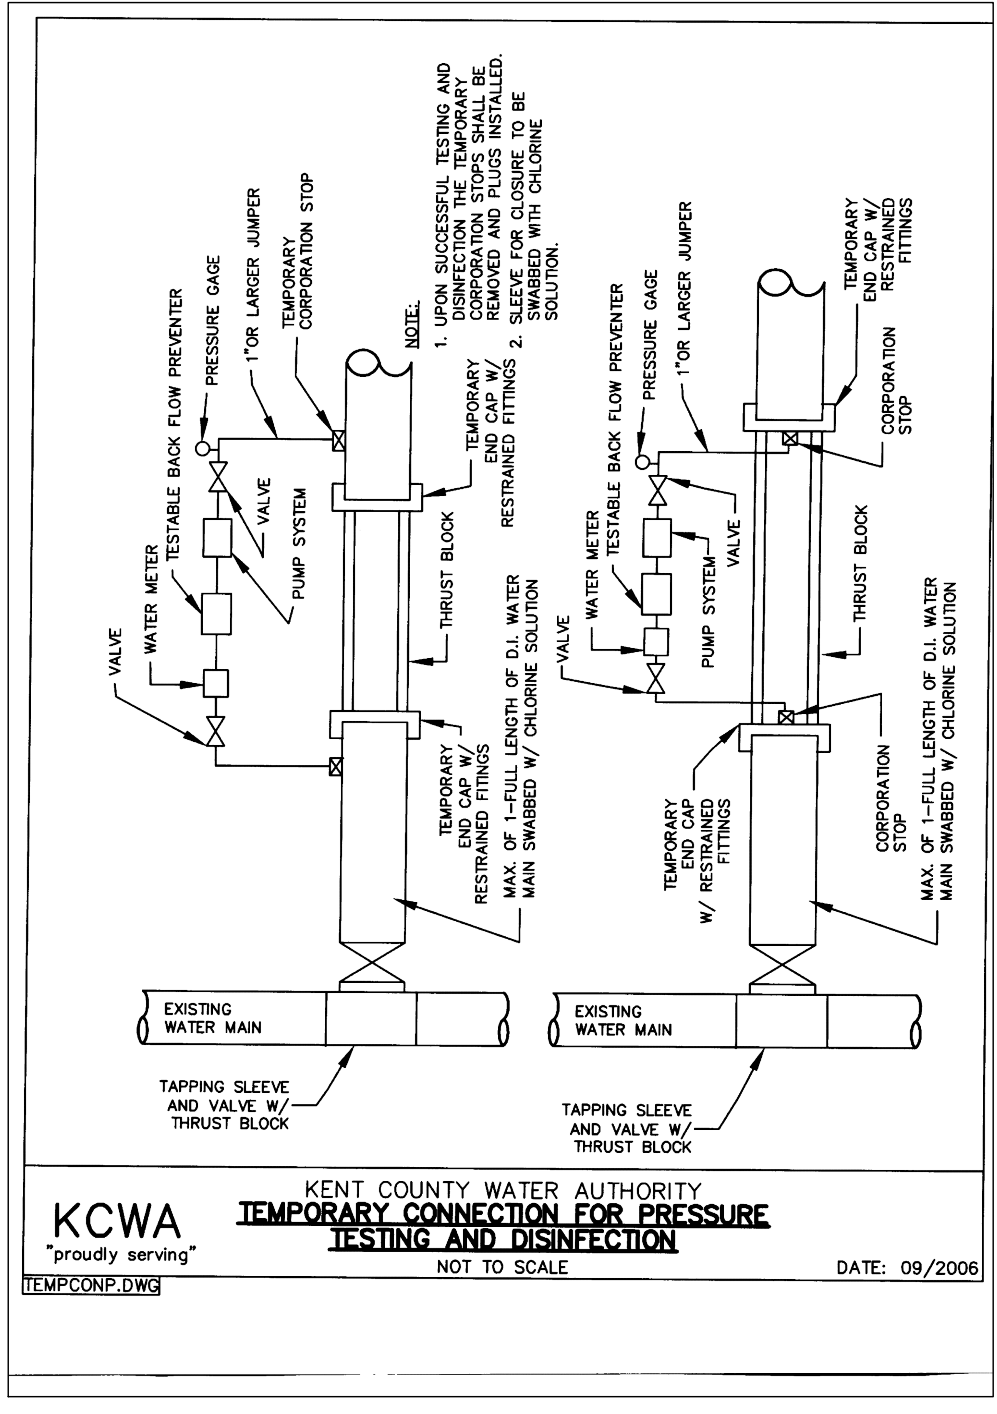 NOTE:
1. UPON SUCCESSFUL TESTING AND
DISINFECTION THE TEMPORARY
CORPORATION STOPS SHALL BE
REMOVED AND PLUGS INSTALLED.
2. SLEEVE FOR CLOSURE TO BE
SWABBED WITH CHLORINE
SOLUTION.
VALVE
WATER METER
TESTABLE BACK FLOW PREVENTER
PRESSURE GAGE
1"OR LARGER JUMPER
TEMPORARY
CORPORATION STOP
VALVE
PUMP SYSTEM
TEMPORARY
END CAP W/
RESTRAINED FITTINGS
THRUST BLOCK
TEMPORARY
END CAP W/
RESTRAINED FITINGS
MAX. OF 1-FULL LENGTH OF D.I. WATER
MAIN SWABBED W/ CHLORINE SOLUTION
EXISTING
WATER MAIN
TAPPING SLEEVE
AND VALVE W/
THRUST BLOCK
VALVE
WATER METER
TESTABLE BACK FLOW PREVENTER
PRESSURE GAGE
1"OR LARGER JUMPER
VALVE
PUMP SYSTEM
TEMPORARY
END CAP W/
RESTRAINED
FITTINGS
CORPORATION
STOP
THRUST BLOCK
TEMPORARY
END CAP
W/ RESTRAINED
FITTINGS
CORPORATION
STOP
MAX. OF 1-FULL LENGTH OF D.I. WATER
MAIN SWABBED W/ CHLORINE SOLUTION
EXISTING
WATER MAIN
TAPPING SLEEVE
AND VALVE W/
THRUST BLOCK
KCWA
"proudly serving"
KENT COUNTY WATER AUTHORITY
TEMPORARY CONNECTION FOR PRESSURE
TESTING AND DISINFECTION
NOT TO SCALE
DATE: 09/2006
TEMPCONP.DWG